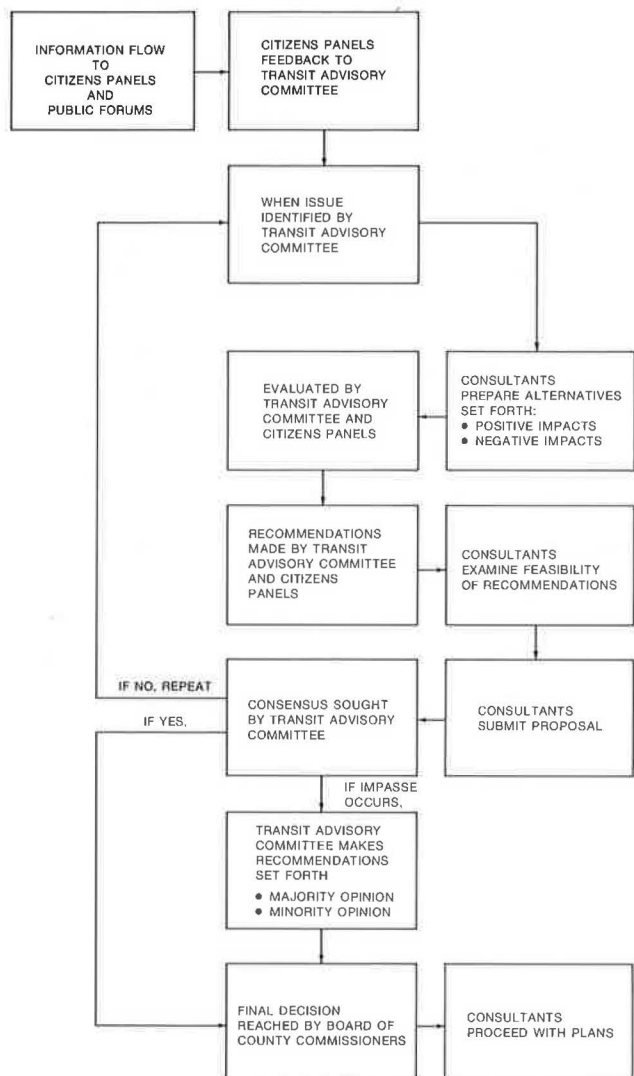 INFORMATION FLOW
TO
CITIZENS PANELS
AND
PUBLIC FORUMS
CITIZENS PANELS
FEEDBACK TO
TRANSIT ADVISORY
COMMITTEE
WHEN ISSUE
IDENTIFIED BY
TRANSIT ADVISORY
COMMITTEE
CONSULTANTS
PREPARE ALTERNATIVES
SET FORTH:
• POSITIVE IMPACTS
• NEGATIVE IMPACTS
EVALUATED BY
TRANSIT ADVISORY
COMMITTEE AND
CITIZENS PANELS
RECOMMENDATIONS
MADE BY TRANSIT
ADVISORY COMMITTEE
AND CITIZENS
PANELS
CONSULTANTS
EXAMINE FEASIBILITY
OF RECOMMENDATIONS
CONSULTANTS
SUBMIT PROPOSAL
CONSENSUS SOUGHT
BY TRANSIT ADVISORY
COMMITTEE
IF NO, REPEAT
IF YES,
IF IMPASSE
OCCURS,
TRANSIT ADVISORY
COMMITTEE MAKES
RECOMMENDATIONS
SET FORTH
• MAJORITY OPINION
• MINORITY OPINION
FINAL DECISION
REACHED BY BOARD OF
COUNTY COMMISSIONERS
CONSULTANTS
PROCEED WITH PLANS